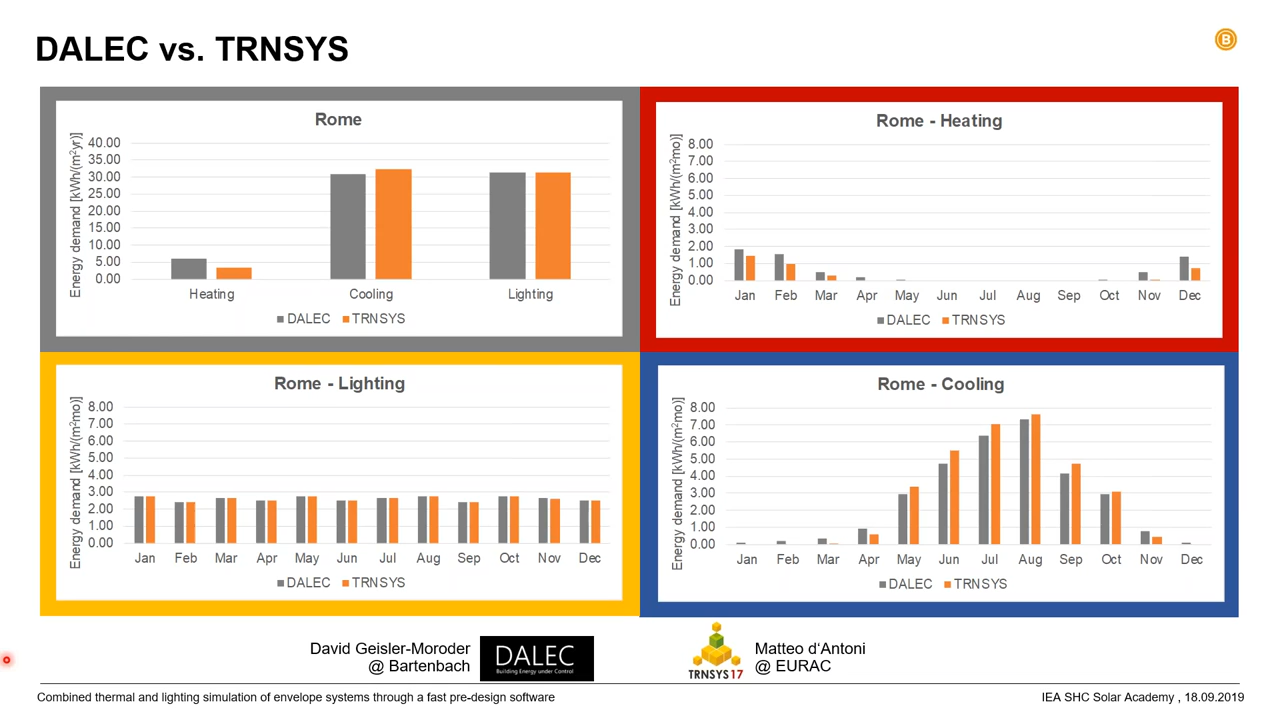 DALEC vs. TRNSYS
B
Rome
Energy demand [kWh/(m²yr)]
40.00
35.00
30.00
25.00
20.00
15.00
10.00
5.00
0.00
Heating Cooling Lighting
DALEC TRNSYS
Rome - Heating
Energy demand [kWh/(m²mo)]
8.00
7.00
6.00
5.00
4.00
3.00
2.00
1.00
0.00
Jan Feb Mar Apr May Jun Jul Aug Sep Oct Nov Dec
DALEC TRNSYS
Rome - Lighting
Energy demand [kWh/(m²mo)]
8.00
7.00
6.00
5.00
4.00
3.00
2.00
1.00
0.00
Jan Feb Mar Apr May Jun Jul Aug Sep Oct Nov Dec
DALEC TRNSYS
Rome - Cooling
Energy demand [kWh/(m²mo)]
8.00
7.00
6.00
5.00
4.00
3.00
2.00
1.00
0.00
Jan Feb Mar Apr May Jun Jul Aug Sep Oct Nov Dec
DALEC TRNSYS
David Geisler-Moroder
@ Bartenbach
DALEC
Building Energy under Control
TRNSYS17
Matteo d‘Antoni
@ EURAC
Combined thermal and lighting simulation of envelope systems through a fast pre-design software
IEA SHC Solar Academy , 18.09.2019